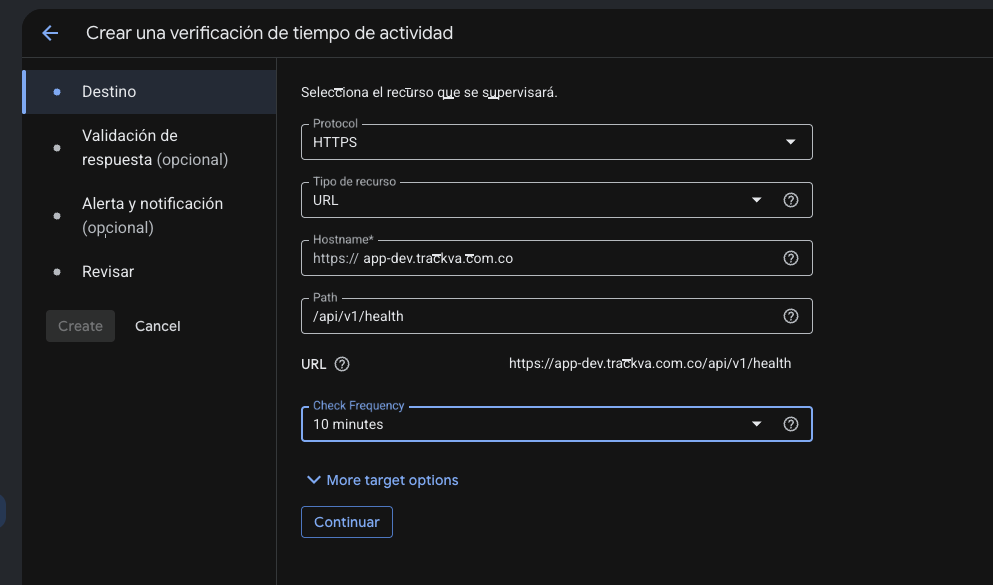 Crear una verificación de tiempo de actividad
Destino
Validación de
respuesta (opcional)
Alerta y notificación
(opcional)
Revisar
Create
Cancel
Selecciona el recurso que se supervisará.
Protocol
HTTPS
Tipo de recurso
URL
Hostname*
https:// app-dev.trackva.com.co
Path
/api/v1/health
URL
https://app-dev.trackva.com.co/api/v1/health
Check Frequency
10 minutes
More target options
Continuar